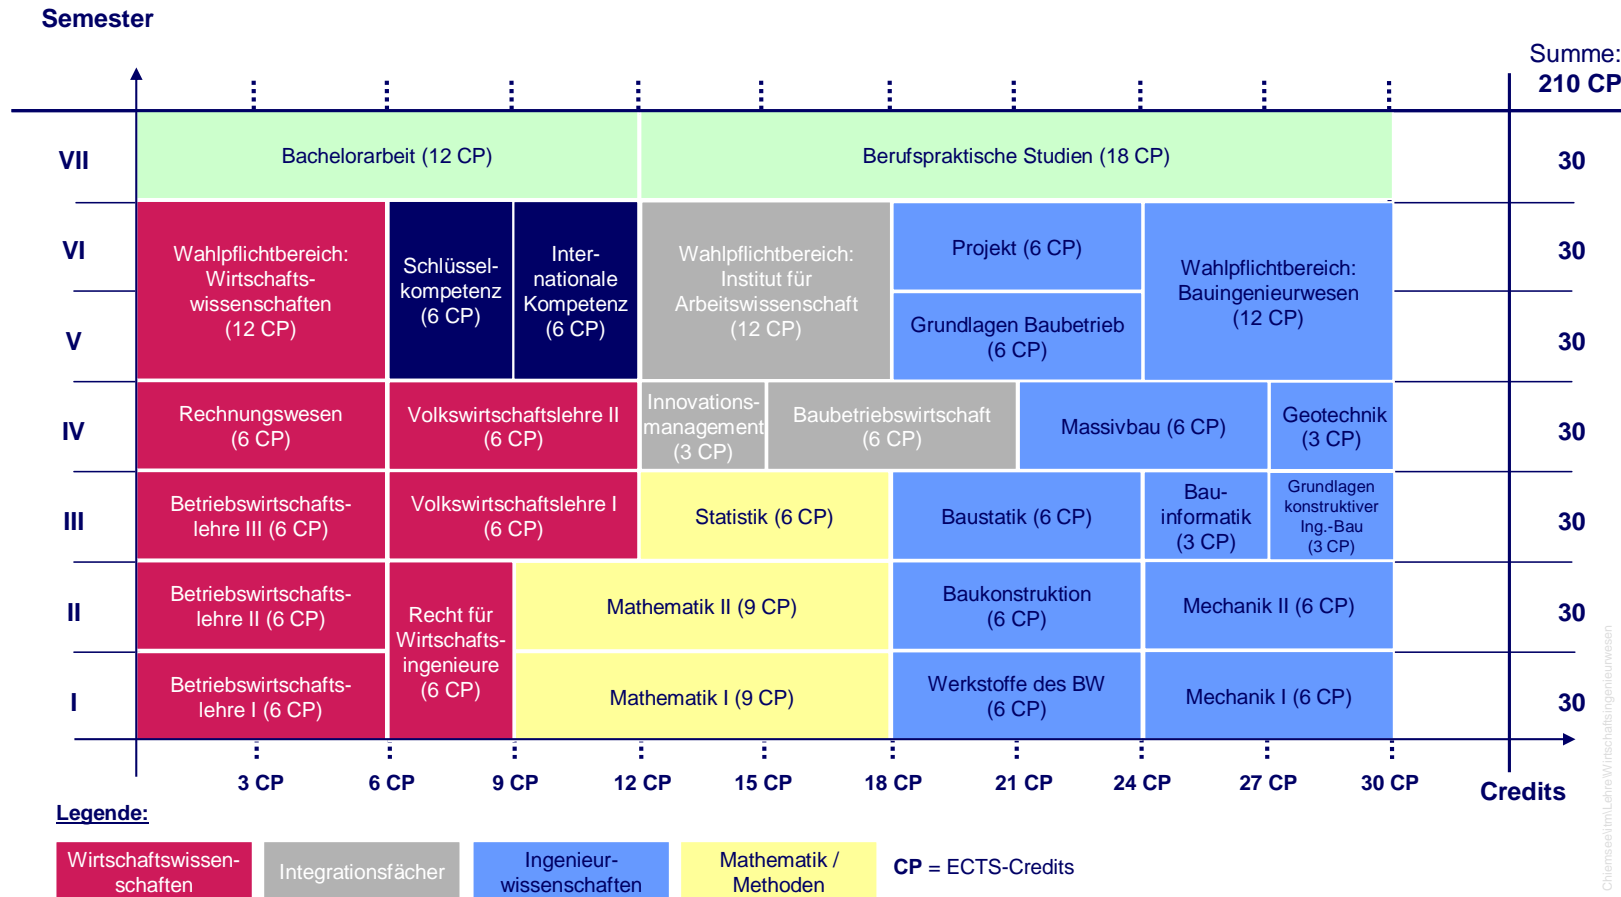 Semester
Summe:
210 CP
VII
Bachelorarbeit (12 CP)
Berufspraktische Studien (18 CP)
30
VI
Wahlpflichtbereich:
Wirtschafts-
wissenschaften
(12 CP)
Schlüssel-
kompetenz
(6 CP)
Inter-
nationale
Kompetenz
(6 CP)
Wahlpflichtbereich:
Institut für
Arbeitswissenschaft
(12 CP)
Projekt (6 CP)
Wahlpflichtbereich:
Bauingenieurwesen
(12 CP)
30
V
Grundlagen Baubetrieb
(6 CP)
30
IV
Rechnungswesen
(6 CP)
Volkswirtschaftslehre II
(6 CP)
Innovations-
management
(3 CP)
Baubetriebswirtschaft
(6 CP)
Massivbau (6 CP)
Geotechnik
(3 CP)
30
III
Betriebswirtschafts-
lehre III (6 CP)
Volkswirtschaftslehre I
(6 CP)
Statistik (6 CP)
Baustatik (6 CP)
Bau-
informatik
(3 CP)
Grundlagen
konstruktiver
Ing.-Bau
(3 CP)
30
II
Betriebswirtschafts-
lehre II (6 CP)
Recht für
Wirtschafts-
ingenieure
(6 CP)
Mathematik II (9 CP)
Baukonstruktion
(6 CP)
Mechanik II (6 CP)
30
I
Betriebswirtschafts-
lehre I (6 CP)
Mathematik I (9 CP)
Werkstoffe des BW
(6 CP)
Mechanik I (6 CP)
30
3 CP
6 CP
9 CP
12 CP
15 CP
18 CP
21 CP
24 CP
27 CP
30 CP
Credits
Legende:
Wirtschaftswissen-
schaften
Integrationsfächer
Ingenieur-
wissenschaften
Mathematik /
Methoden
CP = ECTS-Credits
Chiemsee\itm\Lehre\Wirtschaftsingenieurwesen